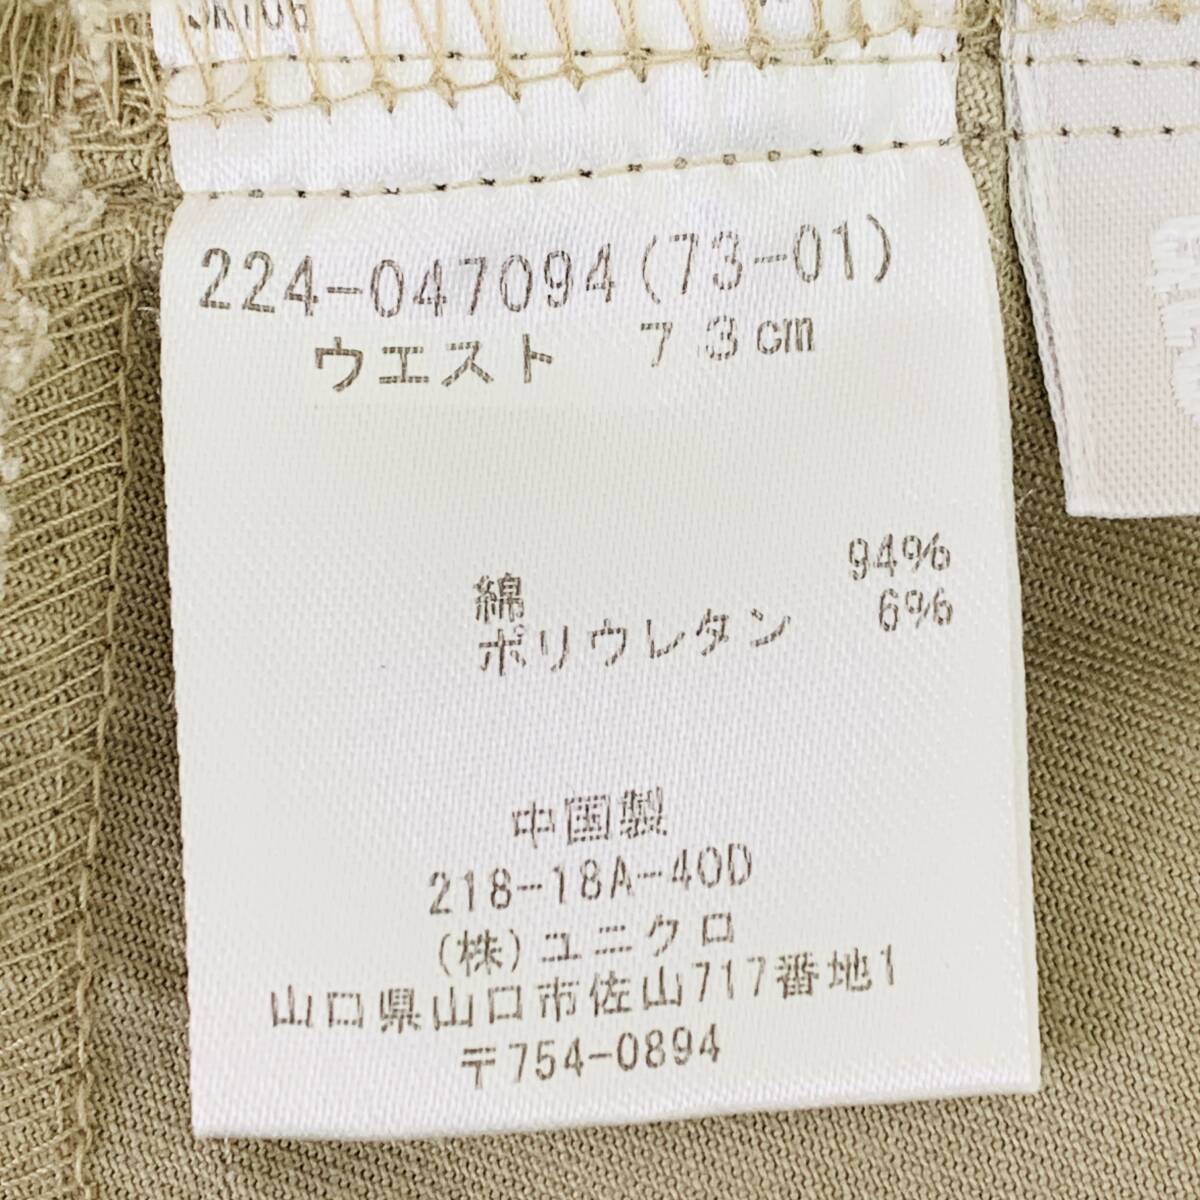 224-047094(73-01)
ウエスト 73cm
綿 94%
ポリウレタン 6%
中国製
218-18A-40D
(株)ユニクロ
山口県山口市佐山717番地1
〒754-0894